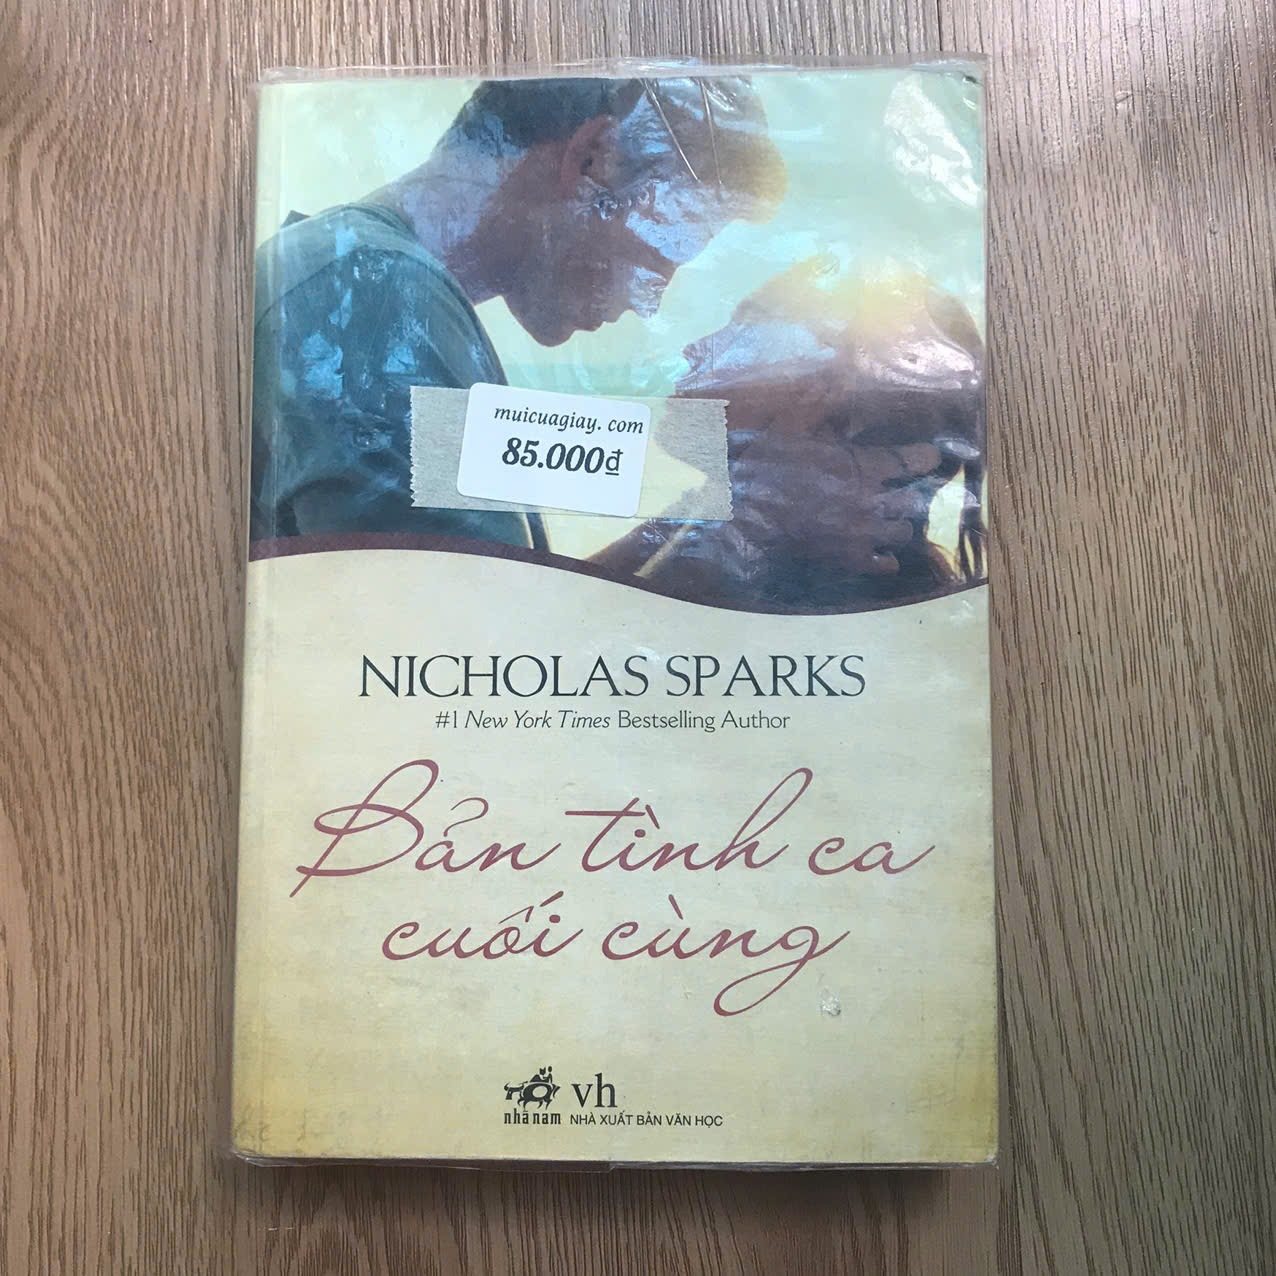 muicuagiay. com
85.000đ
NICHOLAS SPARKS
#1 New York Times Bestselling Author
Bản tình ca
cuối cùng
nhã nam
vh
NHÀ XUẤT BẢN VĂN HỌC